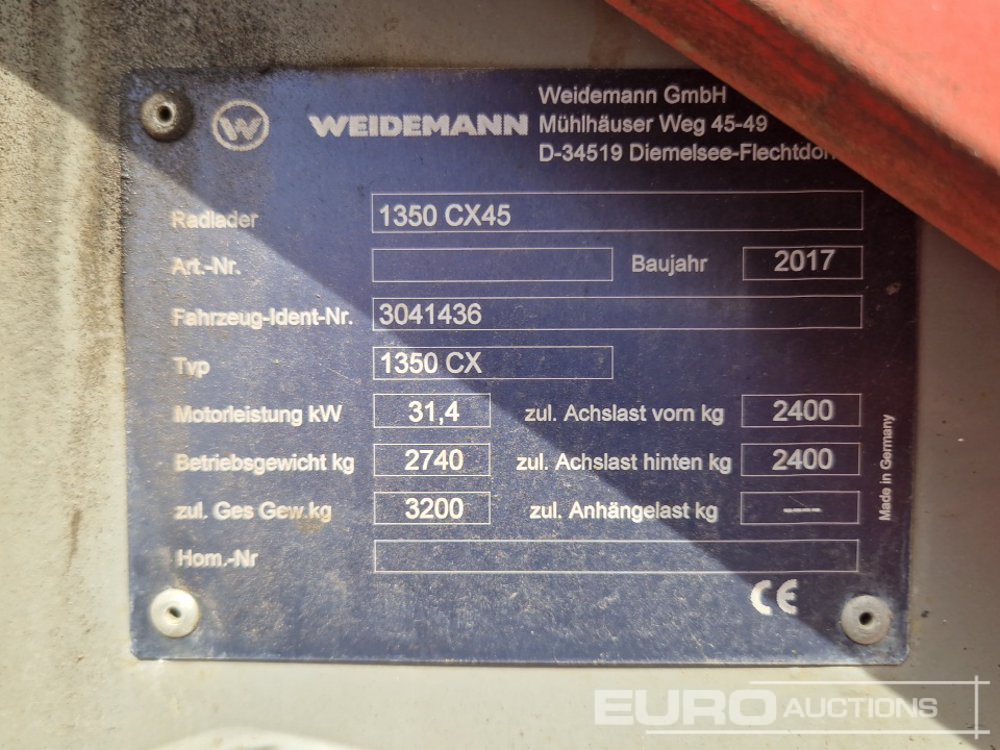 W WEIDEMANN
Weidemann GmbH
Mühlhäuser Weg 45-49
D-34519 Diemelsee-Flechtdorf
Radlader 1350 CX45
Art.-Nr. Baujahr 2017
Fahrzeug-Ident-Nr. 3041436
Typ 1350 CX
Motorleistung kW 31,4 zul. Achslast vorn kg 2400
Betriebsgewicht kg 2740 zul. Achslast hinten kg 2400
zul. Ges Gew.kg 3200 zul. Anhängelast kg ----
Hom.-Nr
CE
Made in Germany
EURO AUCTIONS